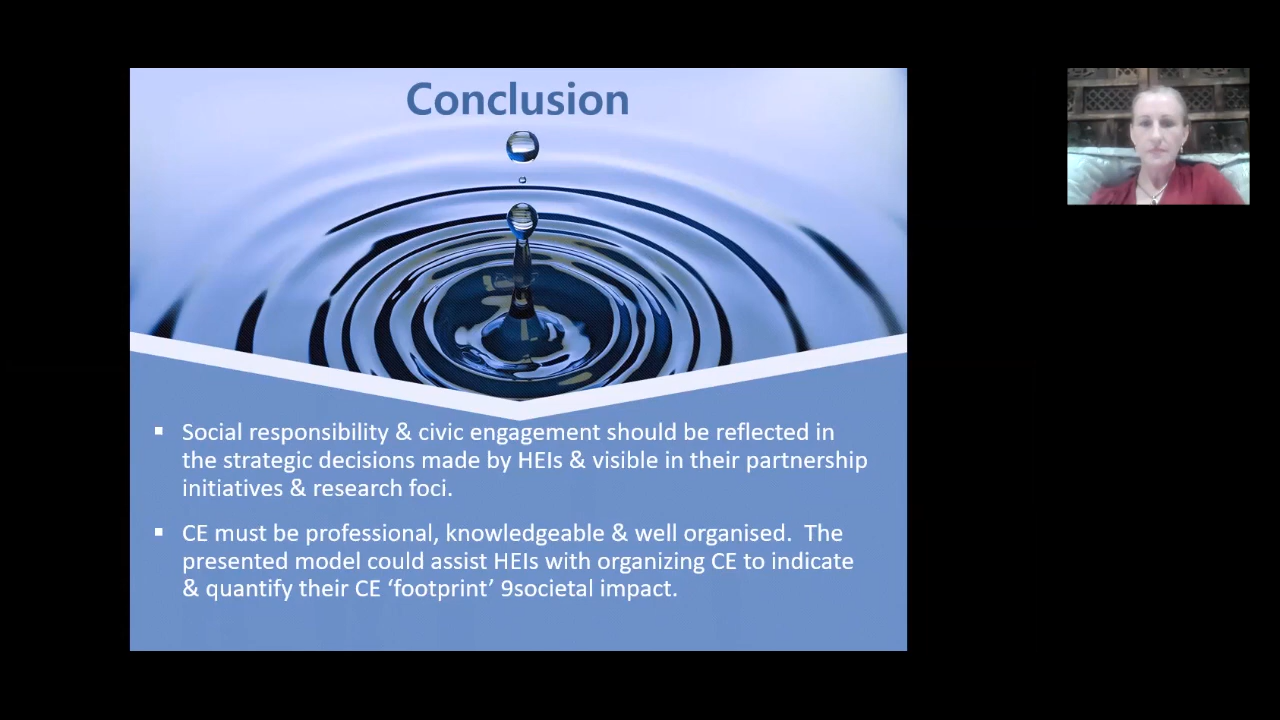 Conclusion
▪ Social responsibility & civic engagement should be reflected in
the strategic decisions made by HEIs & visible in their partnership
initiatives & research foci.
▪ CE must be professional, knowledgeable & well organised.  The
presented model could assist HEIs with organizing CE to indicate
& quantify their CE ‘footprint’ 9societal impact.